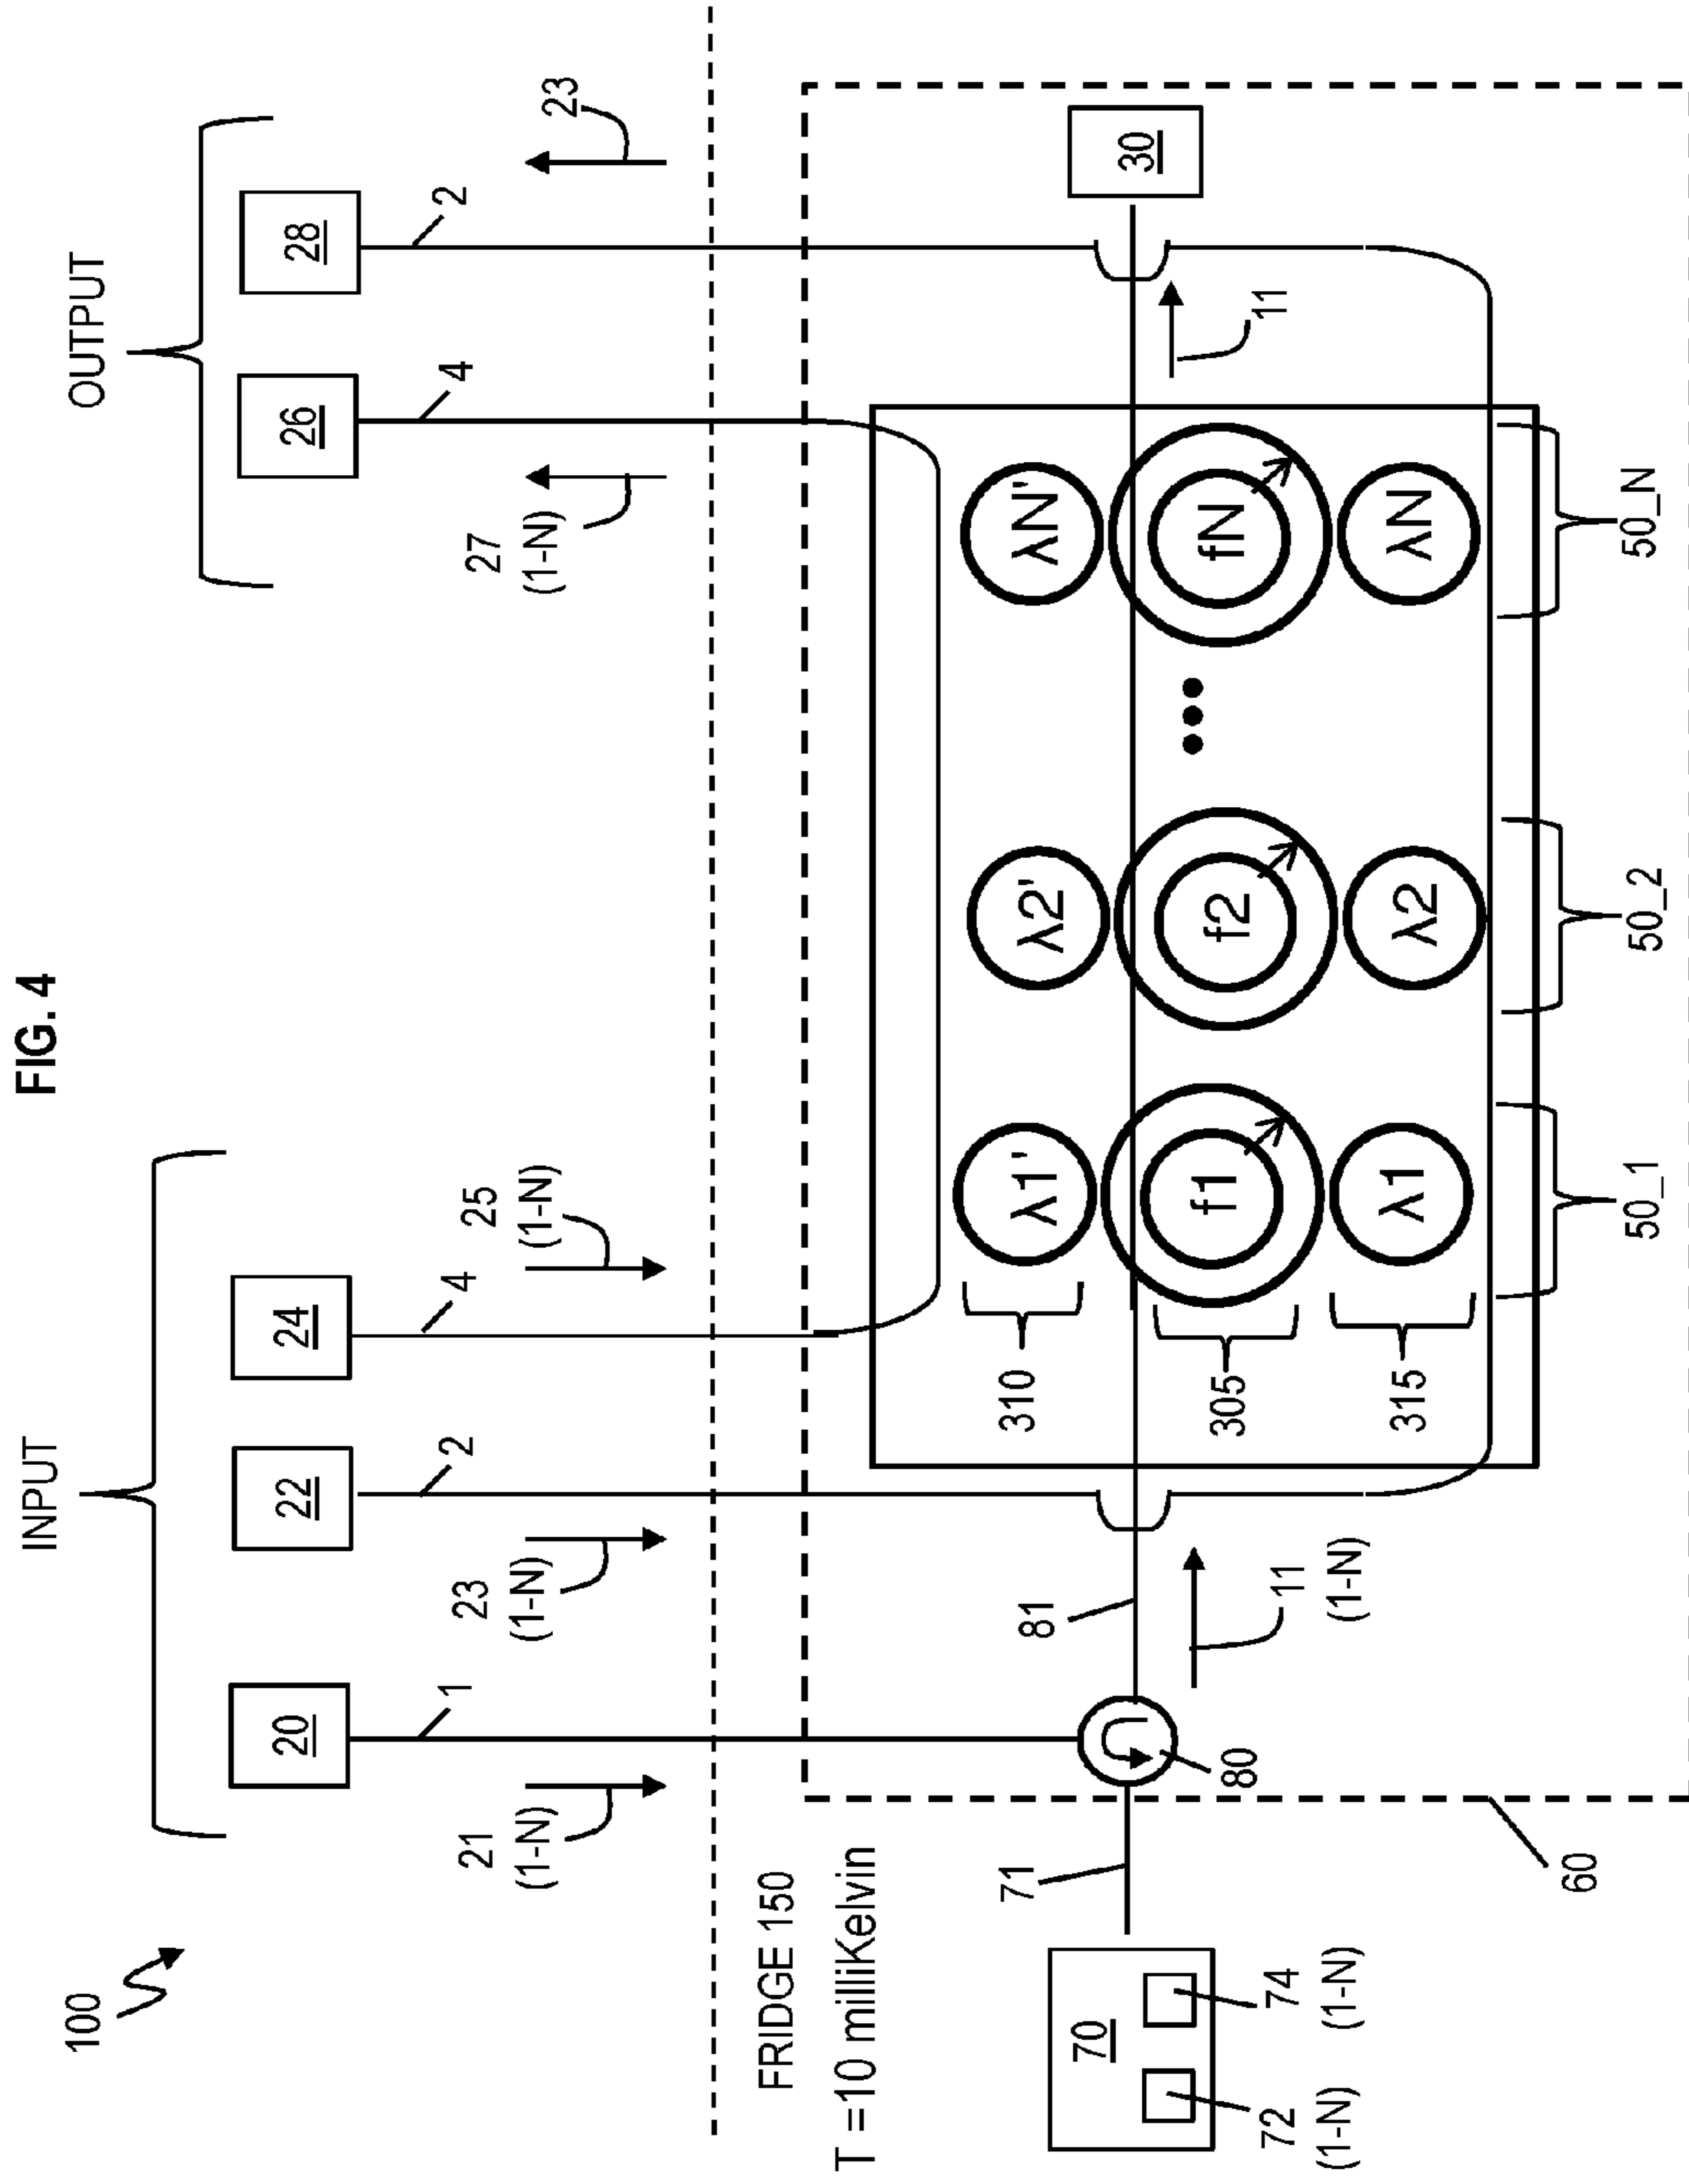 FIG. 4
100
INPUT
OUTPUT
20
22
24
26
28
1
2
4
4
2
21
(1-N)
23
(1-N)
25
(1-N)
27
(1-N)
23
FRIDGE 150
T =10 milliKelvin
70
72
(1-N)
74
(1-N)
71
80
81
11
(1-N)
60
310
305
315
λ1'
λ2'
λN'
f1
f2
fN
λ1
λ2
λN
11
30
50_1
50_2
50_N